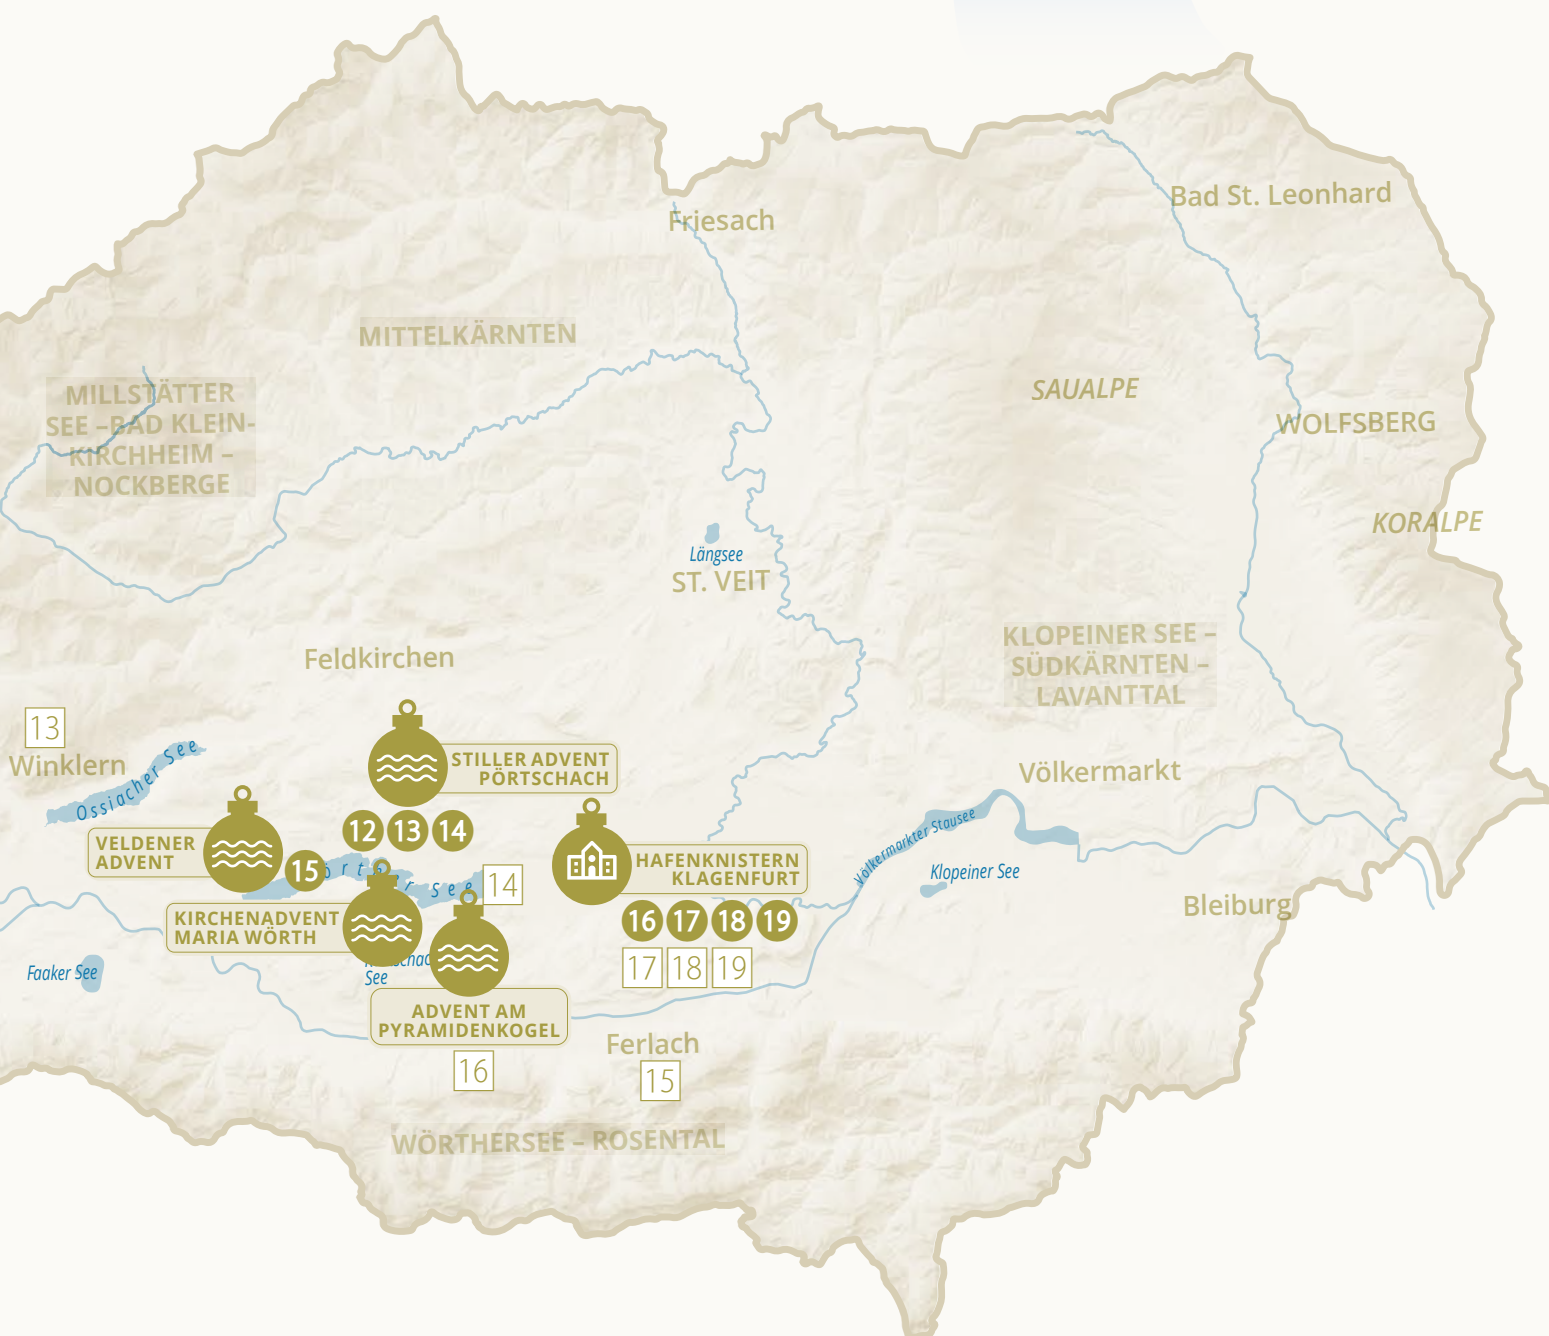 Bad St. Leonhard
Friesach
MITTELKÄRNTEN
MILLSTÄTTER
SEE –BAD KLEIN-
KIRCHHEIM –
NOCKBERGE
SAUALPE
WOLFSBERG
KORALPE
Längsee
ST. VEIT
KLOPEINER SEE –
SÜDKÄRNTEN –
LAVANTTAL
Feldkirchen
13
Winklern
Ossiacher See
STILLER ADVENT
PÖRTSCHACH
12 13 14
Völkermarkt
VELDENER
ADVENT
15
See
14
HAFENKNISTERN
KLAGENFURT
16 17 18 19
17 18 19
Völkermarkter Stausee
Klopeiner See
Bleiburg
KIRCHENADVENT
MARIA WÖRTH
Faaker See
See
ADVENT AM
PYRAMIDENKOGEL
16
Ferlach
15
WÖRTHERSEE – ROSENTAL